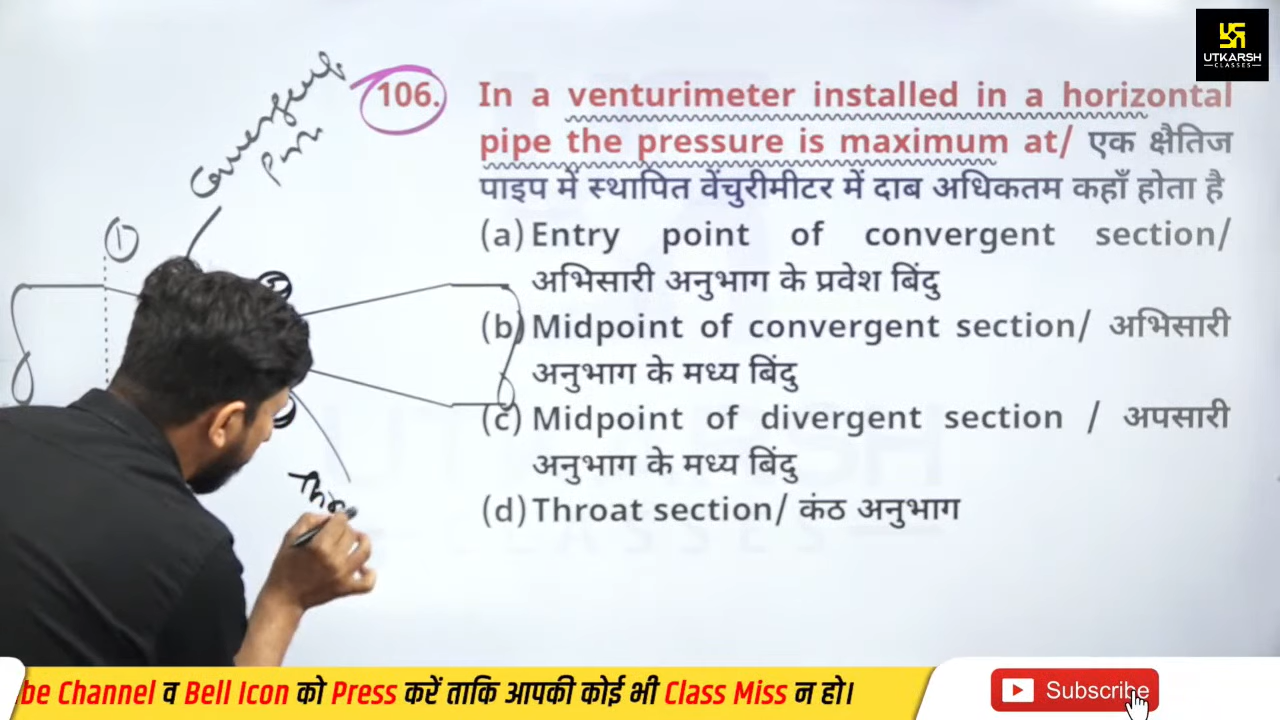 UTKARSH
CLASSES
106. In a venturimeter installed in a horizontal
pipe the pressure is maximum at/ एक क्षैतिज
पाइप में स्थापित वेंचुरीमीटर में दाब अधिकतम कहाँ होता है
(a) Entry point of convergent section/
अभिसारी अनुभाग के प्रवेश बिंदु
(b) Midpoint of convergent section/ अभिसारी
अनुभाग के मध्य बिंदु
(c) Midpoint of divergent section / अपसारी
अनुभाग के मध्य बिंदु
(d) Throat section/ कंठ अनुभाग
1
be Channel व Bell Icon को Press करें ताकि आपकी कोई भी Class Miss न हो।
Subscribe